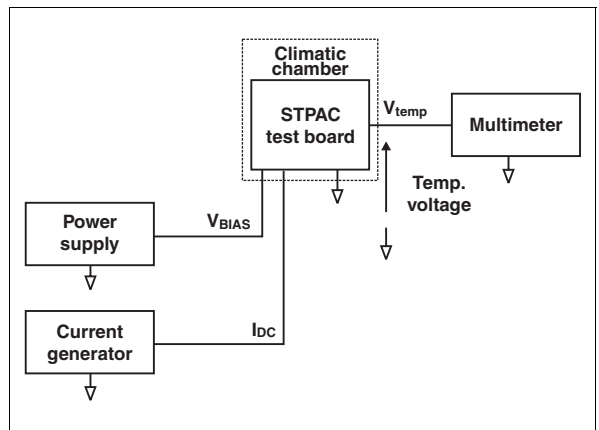 Climatic
chamber
STPAC
test board
Vtemp
Multimeter
Temp.
voltage
Power
supply
VBIAS
Current
generator
IDC